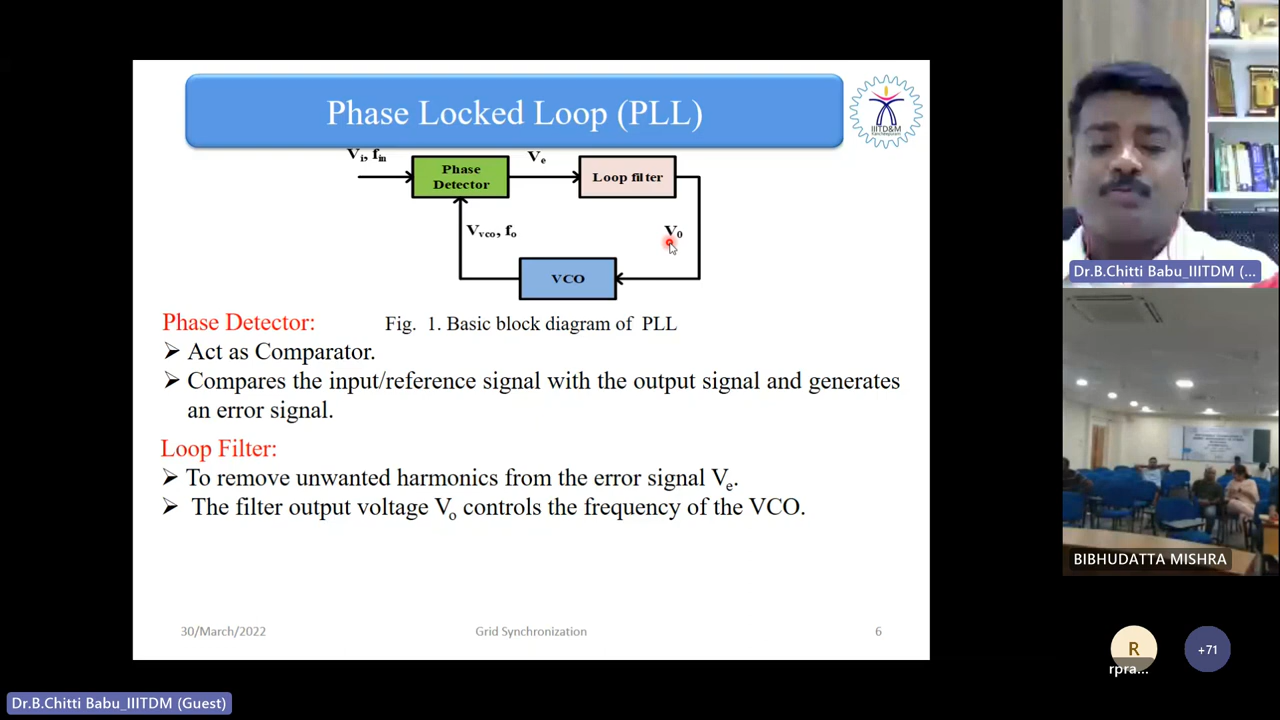 Phase Locked Loop (PLL)
IIITD&M
Kancheepuram
Vi, fin
Phase
Detector
Ve
Loop filter
Vvco, fo
V0
VCO
Fig. 1. Basic block diagram of PLL
Phase Detector:
➢ Act as Comparator.
➢ Compares the input/reference signal with the output signal and generates
an error signal.
Loop Filter:
➢ To remove unwanted harmonics from the error signal Ve.
➢ The filter output voltage Vo controls the frequency of the VCO.
30/March/2022
Grid Synchronization
6
Dr.B.Chitti Babu_IIITDM (...
BIBHUDATTA MISHRA
R
rpra...
+71
Dr.B.Chitti Babu_IIITDM (Guest)